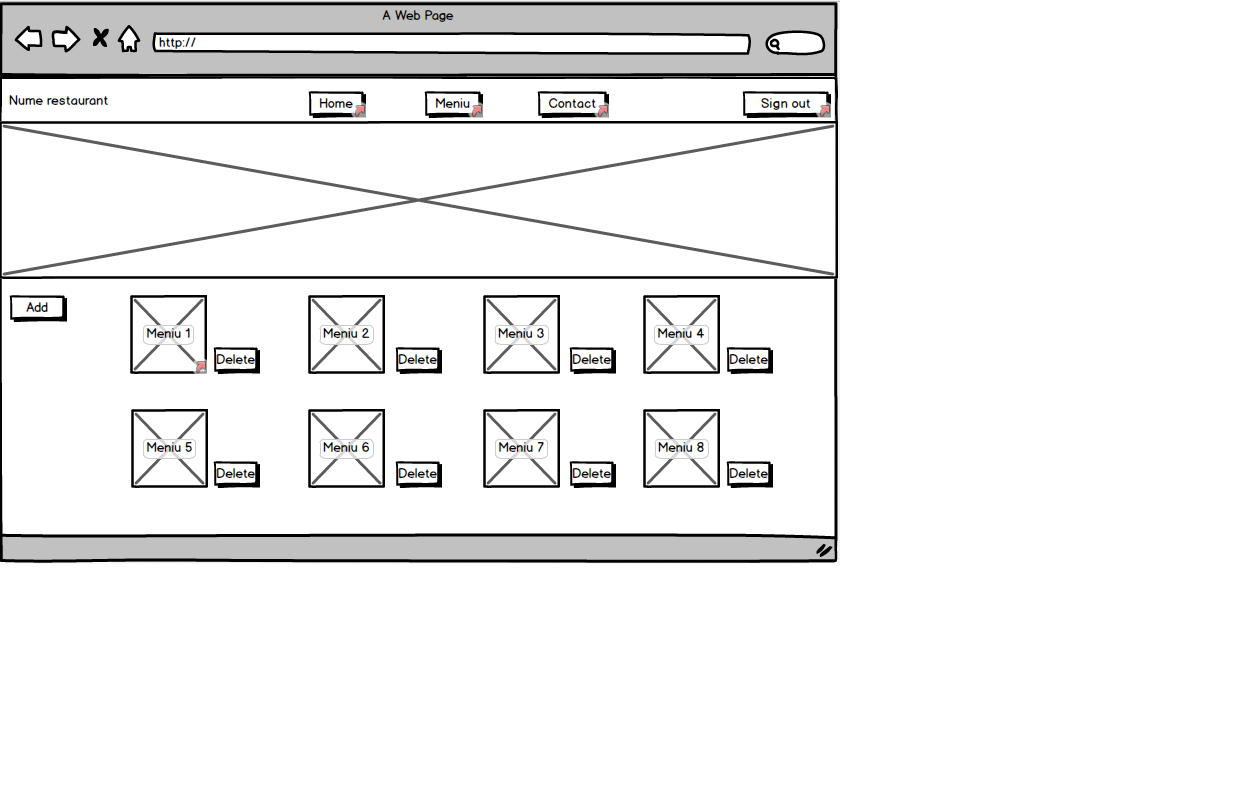 A Web Page
http://
Nume restaurant
Home
Meniu
Contact
Sign out
Add
Meniu 1
Delete
Meniu 2
Delete
Meniu 3
Delete
Meniu 4
Delete
Meniu 5
Delete
Meniu 6
Delete
Meniu 7
Delete
Meniu 8
Delete